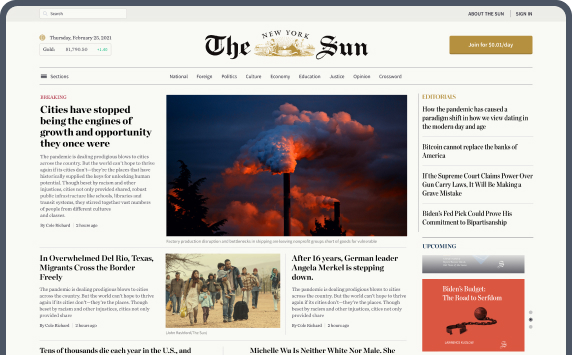 Search
ABOUT THE SUN
SIGN IN
Thursday, February 25, 2021
Gold: $1,790.50 +1.40
The NEW YORK Sun
Join for $0.01/day
Sections
National Foreign Politics Culture Economy Education Justice Opinion Crossword
BREAKING
Cities have stopped
being the engines of
growth and opportunity
they once were
The pandemic is dealing prodigious blows to cities
across the country. But the world can't hope to thrive
again if its cities don't—they're the places that have
historically supplied the keys for unlocking human
potential. Though beset by racism and other
injustices, cities not only provided shared, robust
public infrastructure like schools, libraries and
transit systems, they stirred together vast numbers
of people from different cultures
and classes.
By Cole Richard 2 hours ago
Factory production disruption and bottlenecks in shipping are leaving nonprofit groups short of goods for vulnerable
EDITORIALS
How the pandemic has caused a
paradigm shift in how we view dating in
the modern day and age
Bitcoin cannot replace the banks of
America
If the Supreme Court Claims Power Over
Gun Carry Laws, It Will Be Making a
Grave Mistake
Biden's Fed Pick Could Prove His
Commitment to Bipartisanship
UPCOMING
Biden's Budget:
The Road to Serfdom
In Overwhelmed Del Rio, Texas,
Migrants Cross the Border
Freely
The pandemic is dealing prodigious blows to cities
across the country. But the world can't hope to thrive
again if its cities don't—they're the places. Though
beset by racism and other injustices, cities not only
provided share
By Cole Richard 2 hours ago
After 16 years, German leader
Angela Merkel is stepping
down.
The pandemic is dealing prodigious blows to cities
across the country. But the world can't hope to thrive
again if its cities don't—they're the places. Though
beset by racism and other injustices, cities not only
provided share
By Cole Richard 2 hours ago
Tens of thousands die each year in the U.S., and
Michelle Wu Is Neither White Nor Male. She